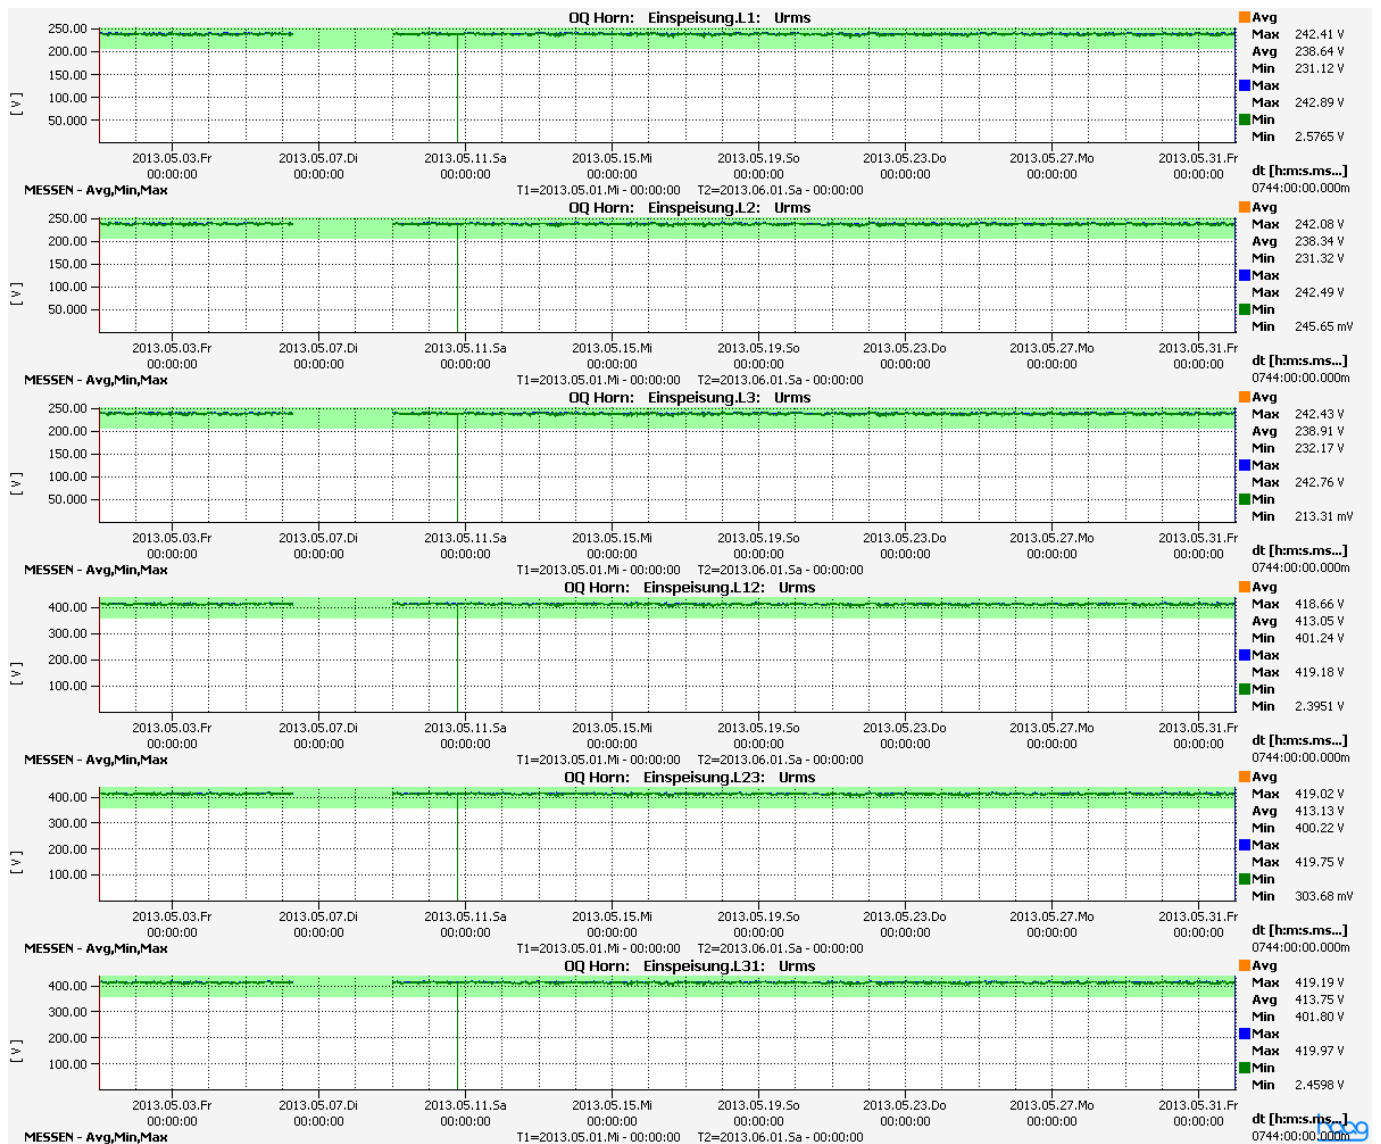 OQ Horn: Einspeisung.L1: Urms
250.00
200.00
150.00
100.00
50.000
[V]
2013.05.03.Fr 2013.05.07.Di 2013.05.11.Sa 2013.05.15.Mi 2013.05.19.So 2013.05.23.Do 2013.05.27.Mo 2013.05.31.Fr
00:00:00 00:00:00 00:00:00 00:00:00 00:00:00 00:00:00 00:00:00 00:00:00
MESSEN - Avg,Min,Max T1=2013.05.01.Mi - 00:00:00 T2=2013.06.01.Sa - 00:00:00
Avg
Max 242.41 V
Avg 238.64 V
Min 231.12 V
Max
Max 242.89 V
Min
Min 2.5765 V
dt [h:m:s.ms...]
0744:00:00.000m
OQ Horn: Einspeisung.L2: Urms
250.00
200.00
150.00
100.00
50.000
[V]
2013.05.03.Fr 2013.05.07.Di 2013.05.11.Sa 2013.05.15.Mi 2013.05.19.So 2013.05.23.Do 2013.05.27.Mo 2013.05.31.Fr
00:00:00 00:00:00 00:00:00 00:00:00 00:00:00 00:00:00 00:00:00 00:00:00
MESSEN - Avg,Min,Max T1=2013.05.01.Mi - 00:00:00 T2=2013.06.01.Sa - 00:00:00
Avg
Max 242.08 V
Avg 238.34 V
Min 231.32 V
Max
Max 242.49 V
Min
Min 245.65 mV
dt [h:m:s.ms...]
0744:00:00.000m
OQ Horn: Einspeisung.L3: Urms
250.00
200.00
150.00
100.00
50.000
[V]
2013.05.03.Fr 2013.05.07.Di 2013.05.11.Sa 2013.05.15.Mi 2013.05.19.So 2013.05.23.Do 2013.05.27.Mo 2013.05.31.Fr
00:00:00 00:00:00 00:00:00 00:00:00 00:00:00 00:00:00 00:00:00 00:00:00
MESSEN - Avg,Min,Max T1=2013.05.01.Mi - 00:00:00 T2=2013.06.01.Sa - 00:00:00
Avg
Max 242.43 V
Avg 238.91 V
Min 232.17 V
Max
Max 242.76 V
Min
Min 213.31 mV
dt [h:m:s.ms...]
0744:00:00.000m
OQ Horn: Einspeisung.L12: Urms
400.00
300.00
200.00
100.00
[V]
2013.05.03.Fr 2013.05.07.Di 2013.05.11.Sa 2013.05.15.Mi 2013.05.19.So 2013.05.23.Do 2013.05.27.Mo 2013.05.31.Fr
00:00:00 00:00:00 00:00:00 00:00:00 00:00:00 00:00:00 00:00:00 00:00:00
MESSEN - Avg,Min,Max T1=2013.05.01.Mi - 00:00:00 T2=2013.06.01.Sa - 00:00:00
Avg
Max 418.66 V
Avg 413.05 V
Min 401.24 V
Max
Max 419.18 V
Min
Min 2.3951 V
dt [h:m:s.ms...]
0744:00:00.000m
OQ Horn: Einspeisung.L23: Urms
400.00
300.00
200.00
100.00
[V]
2013.05.03.Fr 2013.05.07.Di 2013.05.11.Sa 2013.05.15.Mi 2013.05.19.So 2013.05.23.Do 2013.05.27.Mo 2013.05.31.Fr
00:00:00 00:00:00 00:00:00 00:00:00 00:00:00 00:00:00 00:00:00 00:00:00
MESSEN - Avg,Min,Max T1=2013.05.01.Mi - 00:00:00 T2=2013.06.01.Sa - 00:00:00
Avg
Max 419.02 V
Avg 413.13 V
Min 400.22 V
Max
Max 419.75 V
Min
Min 303.68 mV
dt [h:m:s.ms...]
0744:00:00.000m
OQ Horn: Einspeisung.L31: Urms
400.00
300.00
200.00
100.00
[V]
2013.05.03.Fr 2013.05.07.Di 2013.05.11.Sa 2013.05.15.Mi 2013.05.19.So 2013.05.23.Do 2013.05.27.Mo 2013.05.31.Fr
00:00:00 00:00:00 00:00:00 00:00:00 00:00:00 00:00:00 00:00:00 00:00:00
MESSEN - Avg,Min,Max T1=2013.05.01.Mi - 00:00:00 T2=2013.06.01.Sa - 00:00:00
Avg
Max 419.19 V
Avg 413.75 V
Min 401.80 V
Max
Max 419.97 V
Min
Min 2.4598 V
dt [h:m:s.ms...]
0744:00:00.000m
haag